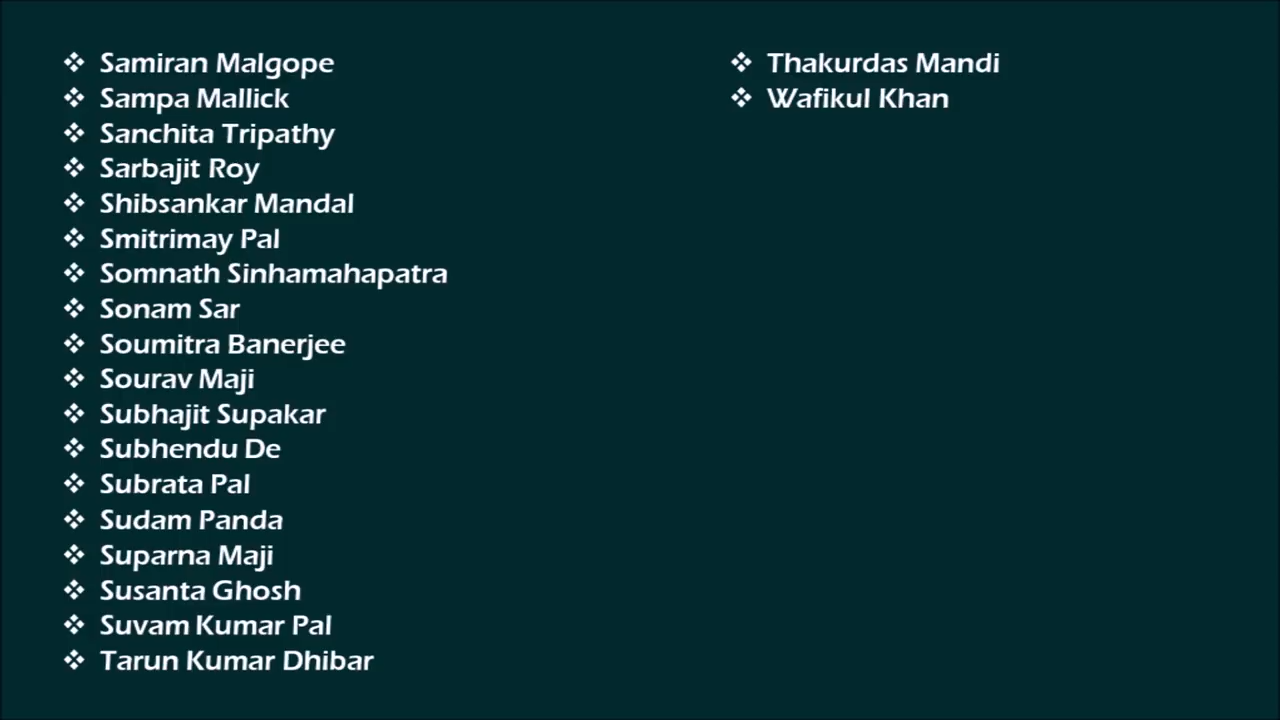 ❖ Samiran Malgope
❖ Sampa Mallick
❖ Sanchita Tripathy
❖ Sarbajit Roy
❖ Shibsankar Mandal
❖ Smitrimay Pal
❖ Somnath Sinhamahapatra
❖ Sonam Sar
❖ Soumitra Banerjee
❖ Sourav Maji
❖ Subhajit Supakar
❖ Subhendu De
❖ Subrata Pal
❖ Sudam Panda
❖ Suparna Maji
❖ Susanta Ghosh
❖ Suvam Kumar Pal
❖ Tarun Kumar Dhibar
❖ Thakurdas Mandi
❖ Wafikul Khan